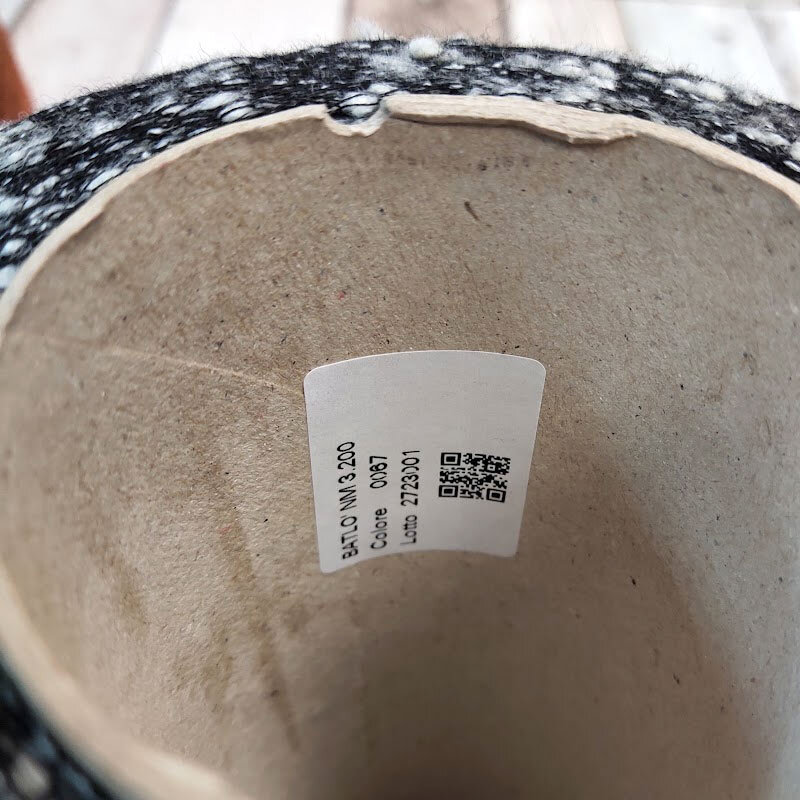 BATLO' NM 3.200
Colore 0067
Lotto 2723001